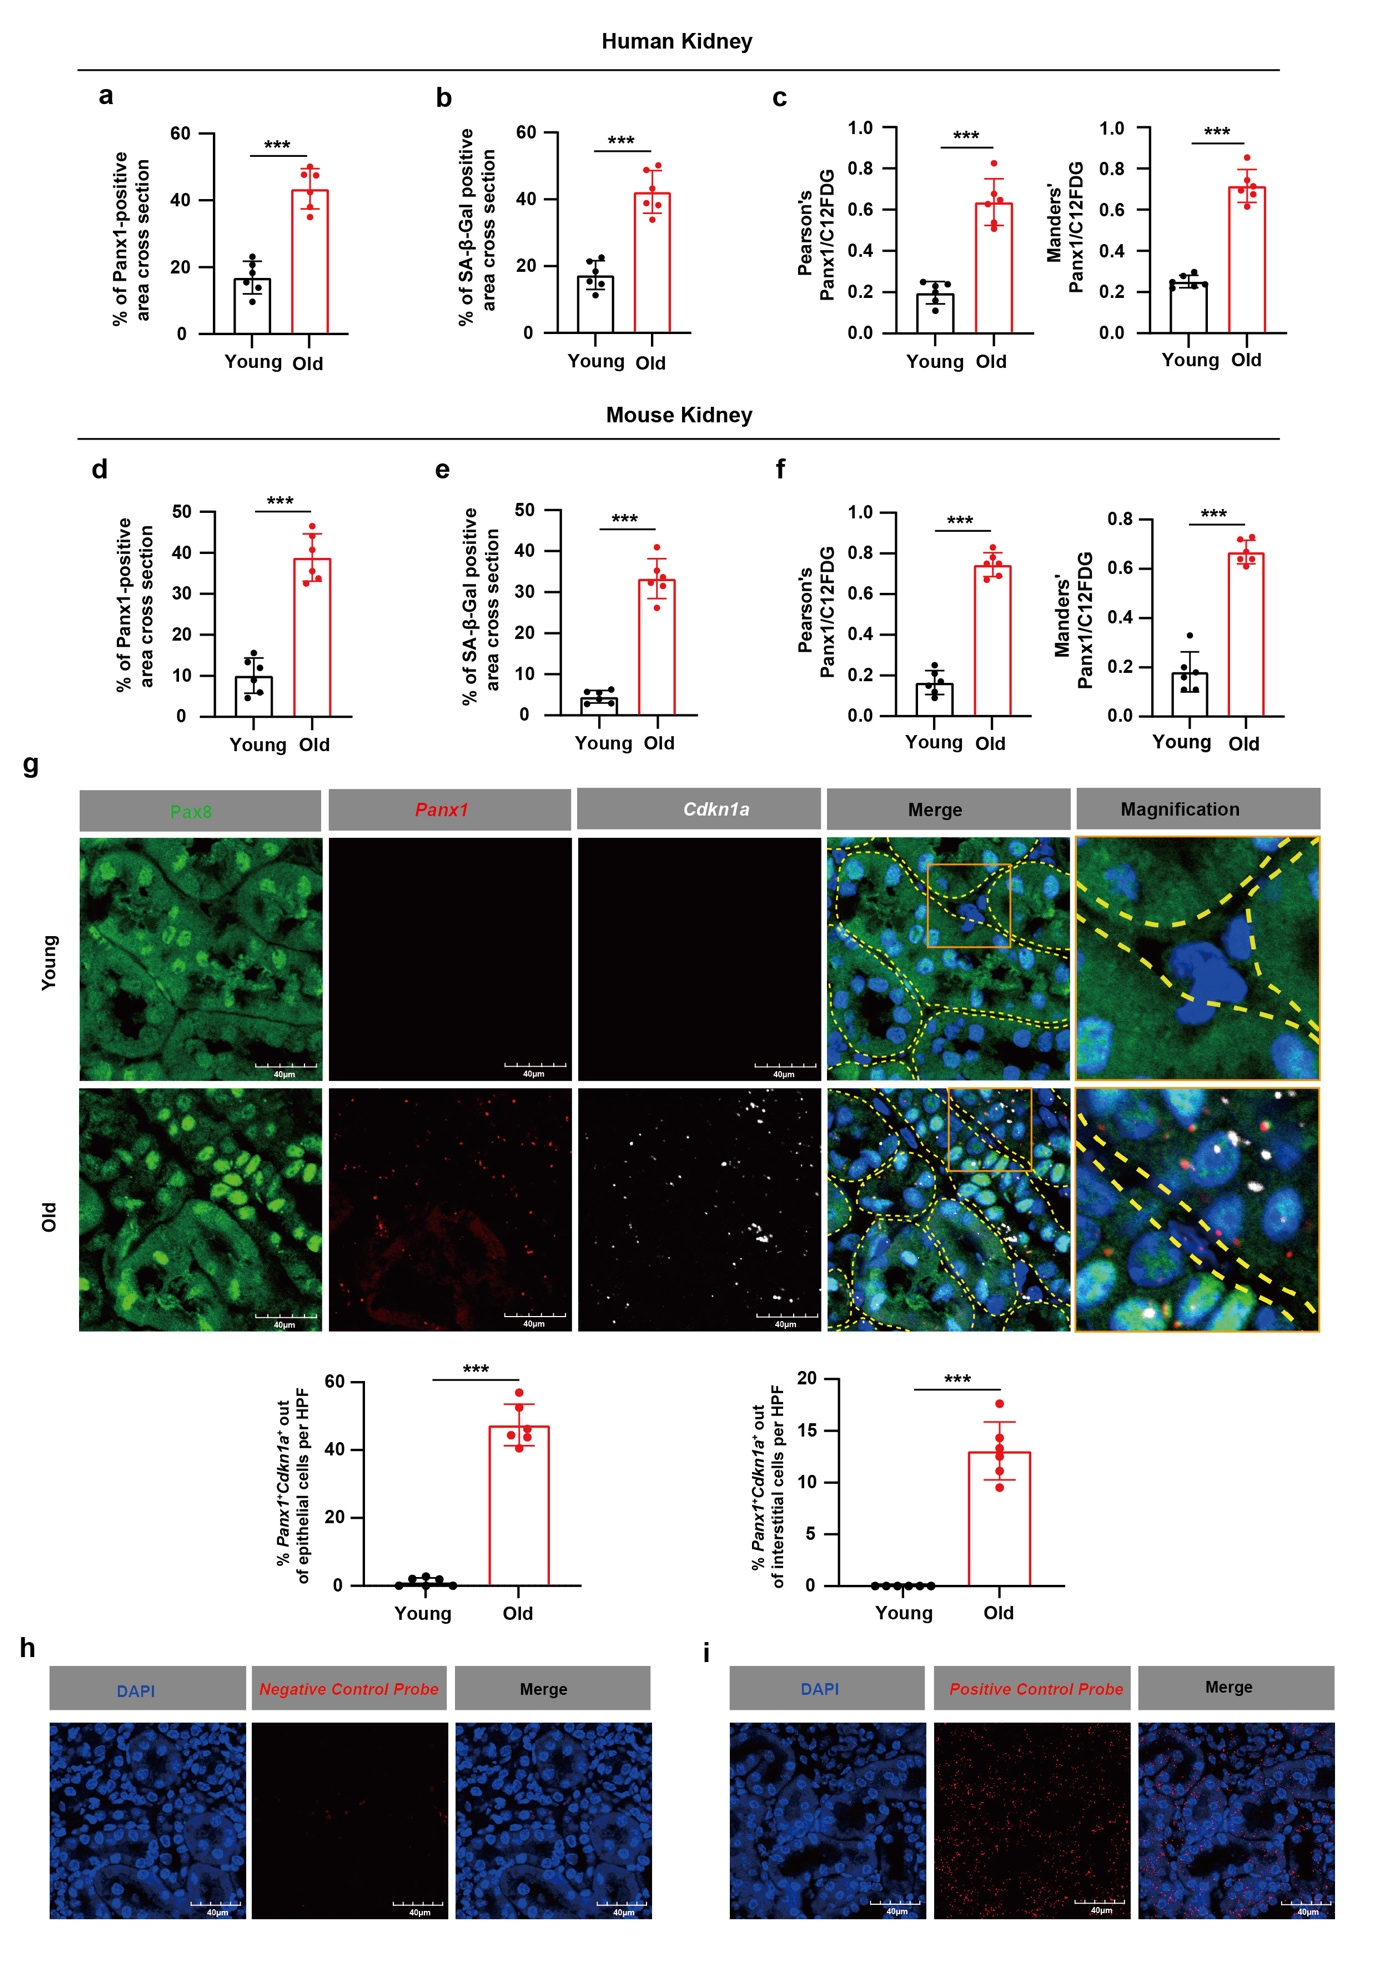 Human Kidney
a
b
c
% of Panx1-positive
area cross section
60
40
20
0
***
Young Old
% of SA-β-Gal positive
area cross section
60
40
20
0
***
Young Old
Pearson's
Panx1/C12FDG
1.0
0.8
0.6
0.4
0.2
0.0
***
Young Old
Manders'
Panx1/C12FDG
1.0
0.8
0.6
0.4
0.2
0.0
***
Young Old
Mouse Kidney
d
e
f
% of Panx1-positive
area cross section
50
40
30
20
10
0
***
Young Old
% of SA-β-Gal positive
area cross section
50
40
30
20
10
0
***
Young Old
Pearson's
Panx1/C12FDG
1.0
0.8
0.6
0.4
0.2
0.0
***
Young Old
Manders'
Panx1/C12FDG
0.8
0.6
0.4
0.2
0.0
***
Young Old
g
Pax8 Panx1 Cdkn1a Merge Magnification
Young
40μm 40μm 40μm
Old
40μm 40μm 40μm
% Panx1⁺Cdkn1a⁺ out
of epithelial cells per HPF
60
40
20
0
***
Young Old
% Panx1⁺Cdkn1a⁺ out
of interstitial cells per HPF
20
15
10
5
0
***
Young Old
h
DAPI Negative Control Probe Merge
40μm 40μm 40μm
i
DAPI Positive Control Probe Merge
40μm 40μm 40μm